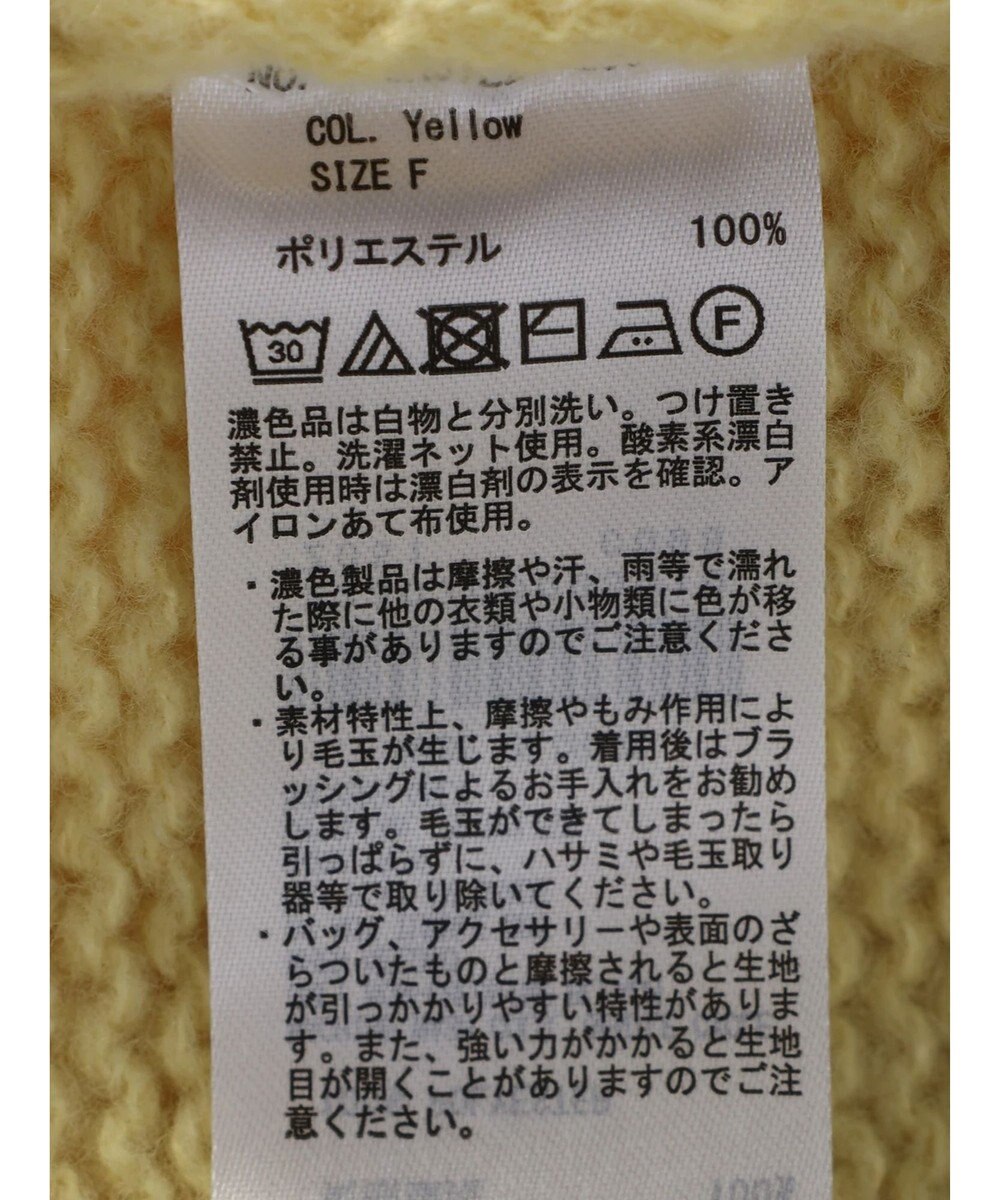 NO.
COL. Yellow
SIZE F
ポリエステル 100%
30 F
濃色品は白物と分別洗い。つけ置き
禁止。洗濯ネット使用。酸素系漂白
剤使用時は漂白剤の表示を確認。ア
イロンあて布使用。
・濃色製品は摩擦や汗、雨等で濡れ
た際に他の衣類や小物類に色が移
る事がありますのでご注意くださ
い。
・素材特性上、摩擦やもみ作用によ
り毛玉が生じます。着用後はブラ
ッシングによるお手入れをお勧め
します。毛玉ができてしまったら
引っぱらずに、ハサミや毛玉取り
器等で取り除いてください。
・バッグ、アクセサリーや表面のざ
らついたものと摩擦されると生地
が引っかかりやすい特性がありま
す。また、強い力がかかると生地
目が開くことがありますのでご注
意ください。